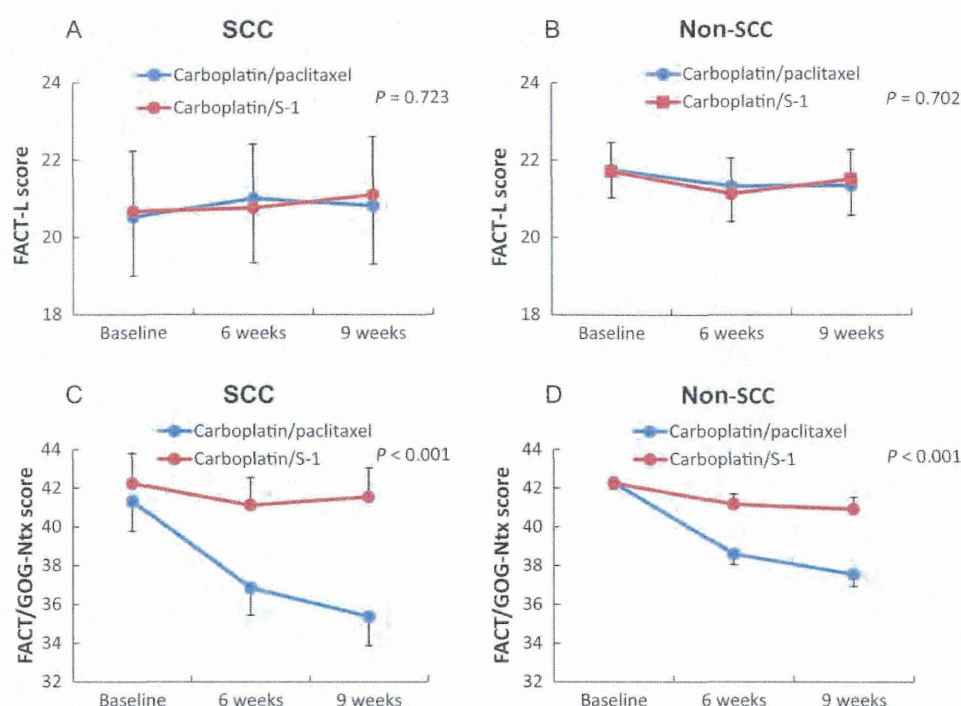 A
SCC
Carboplatin/paclitaxel
Carboplatin/S-1
P = 0.723
FACT-L score
24
22
20
18
Baseline
6 weeks
9 weeks
B
Non-SCC
Carboplatin/paclitaxel
Carboplatin/S-1
P = 0.702
FACT-L score
24
22
20
18
Baseline
6 weeks
9 weeks
C
SCC
Carboplatin/paclitaxel
Carboplatin/S-1
P < 0.001
FACT/GOG-Ntx score
44
42
40
38
36
34
32
Baseline
6 weeks
9 weeks
D
Non-SCC
Carboplatin/paclitaxel
Carboplatin/S-1
P < 0.001
FACT/GOG-Ntx score
44
42
40
38
36
34
32
Baseline
6 weeks
9 weeks